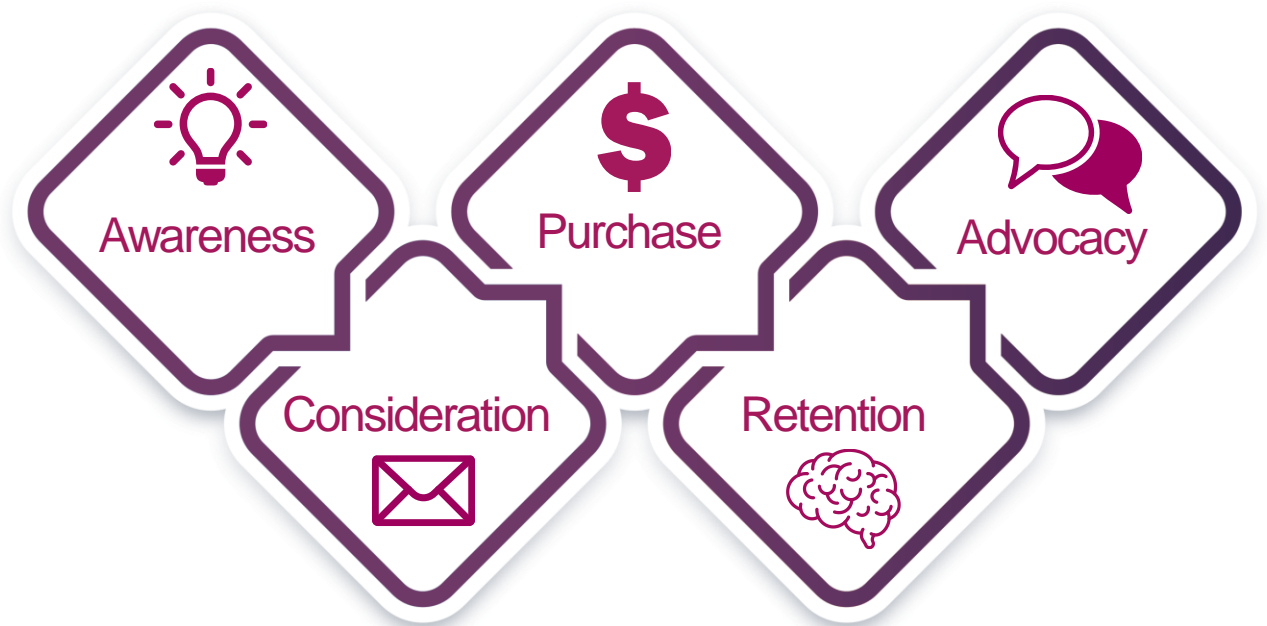 Awareness
Consideration
Purchase
Retention
Advocacy